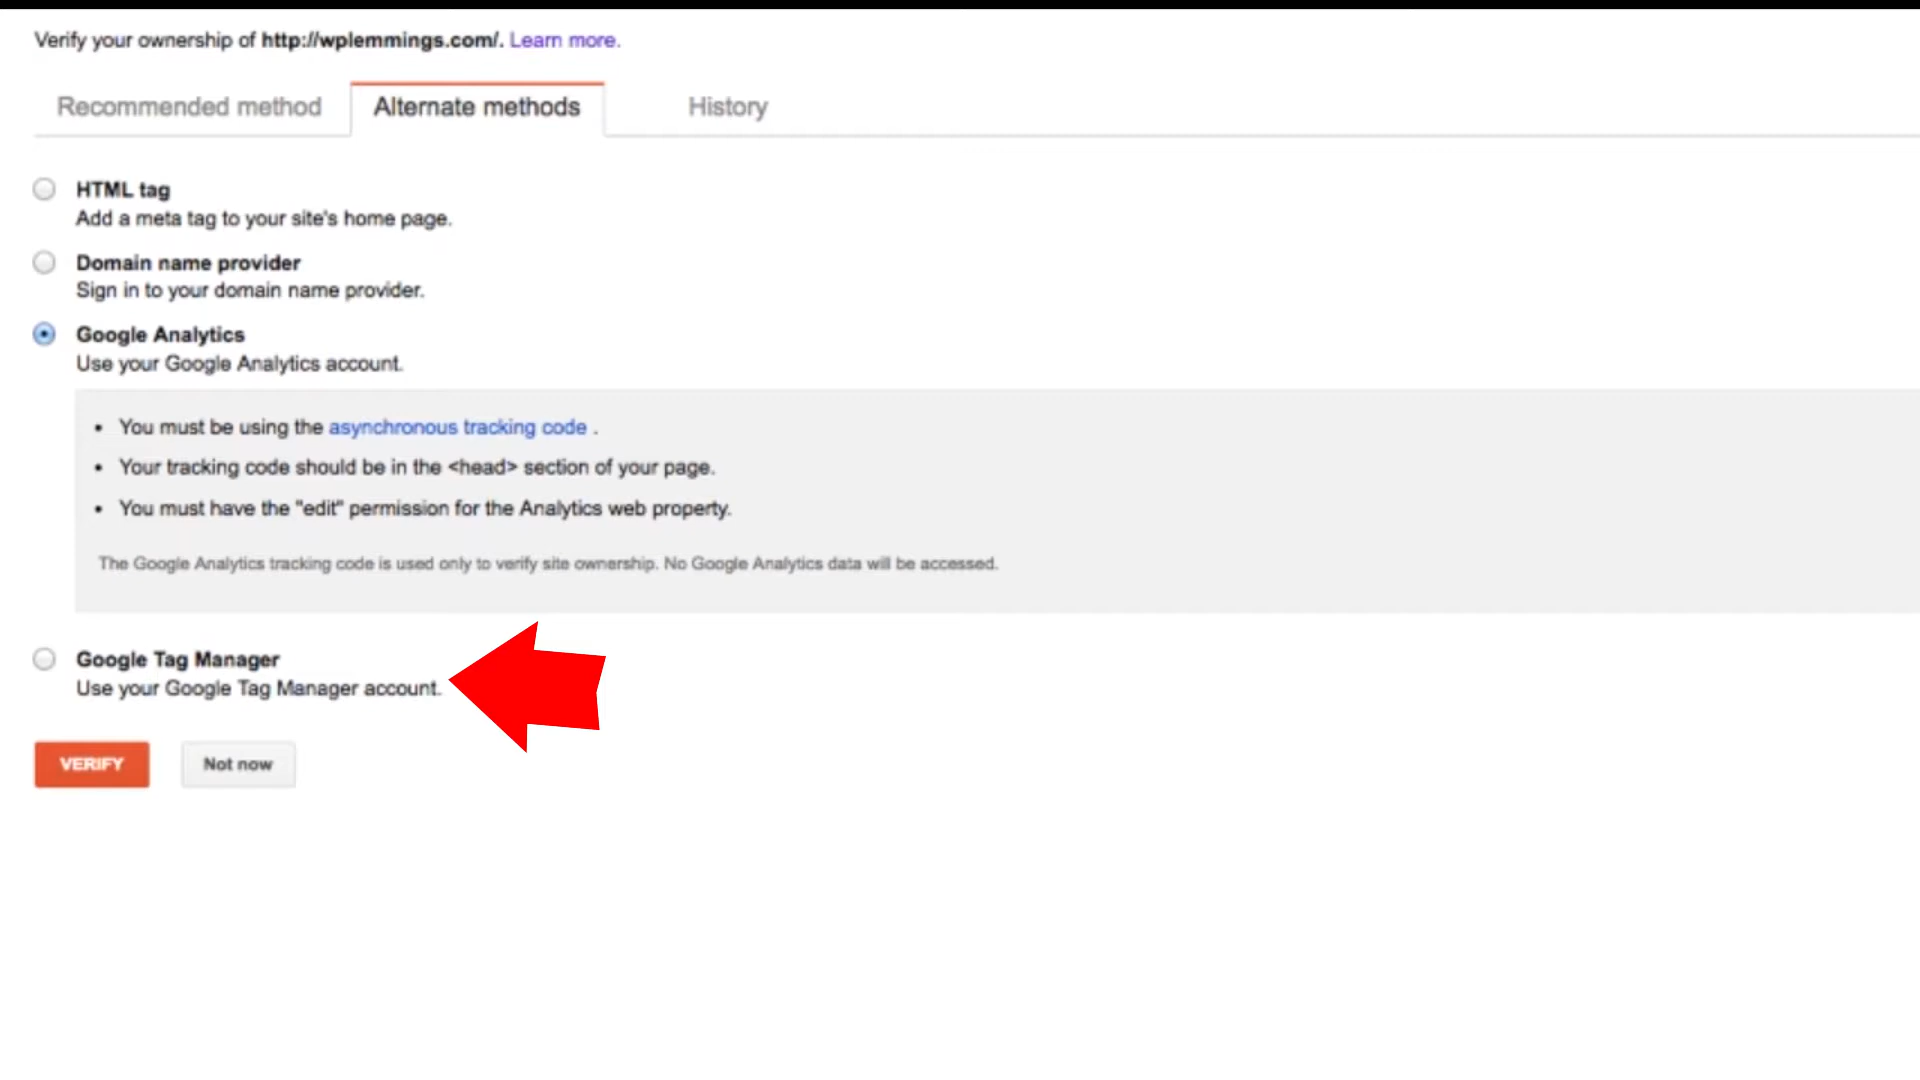 Verify your ownership of http://wplemmings.com/. Learn more.
Recommended method Alternate methods History
HTML tag
Add a meta tag to your site's home page.
Domain name provider
Sign in to your domain name provider.
Google Analytics
Use your Google Analytics account.
• You must be using the asynchronous tracking code .
• Your tracking code should be in the <head> section of your page.
• You must have the "edit" permission for the Analytics web property.
The Google Analytics tracking code is used only to verify site ownership. No Google Analytics data will be accessed.
Google Tag Manager
Use your Google Tag Manager account.
VERIFY Not now